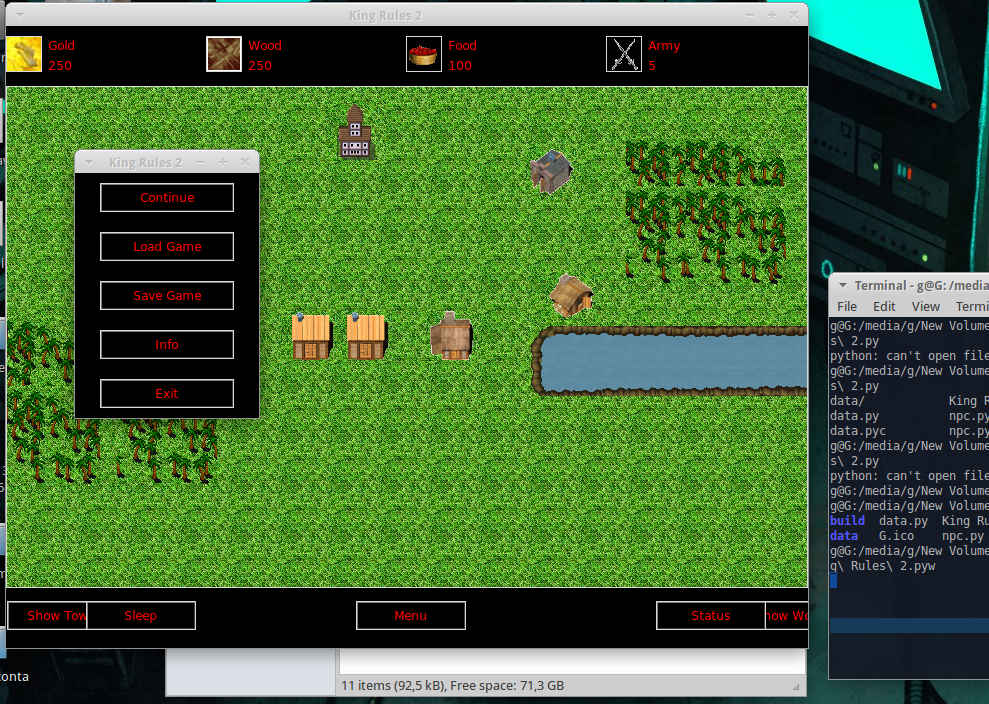 King Rules 2
Gold
250
Wood
250
Food
100
Army
5
King Rules 2
Continue
Load Game
Save Game
Info
Exit
Show Tow
Sleep
Menu
Status
how We
11 items (92,5 kB), Free space: 71,3 GB
onta
Terminal - g@G: /media
File Edit View Termi
g@G:/media/g/New Volume
s\ 2.py
python: can't open file
g@G:/media/g/New Volume
s\ 2.py
data/ King R
data.py npc.py
data.pyc npc.py
g@G:/media/g/New Volume
s\ 2.py
python: can't open file
g@G:/media/g/New Volume
g@G:/media/g/New Volume
build data.py King Ru
data G.ico npc.py
g@G:/media/g/New Volume
g\ Rules\ 2.pyw